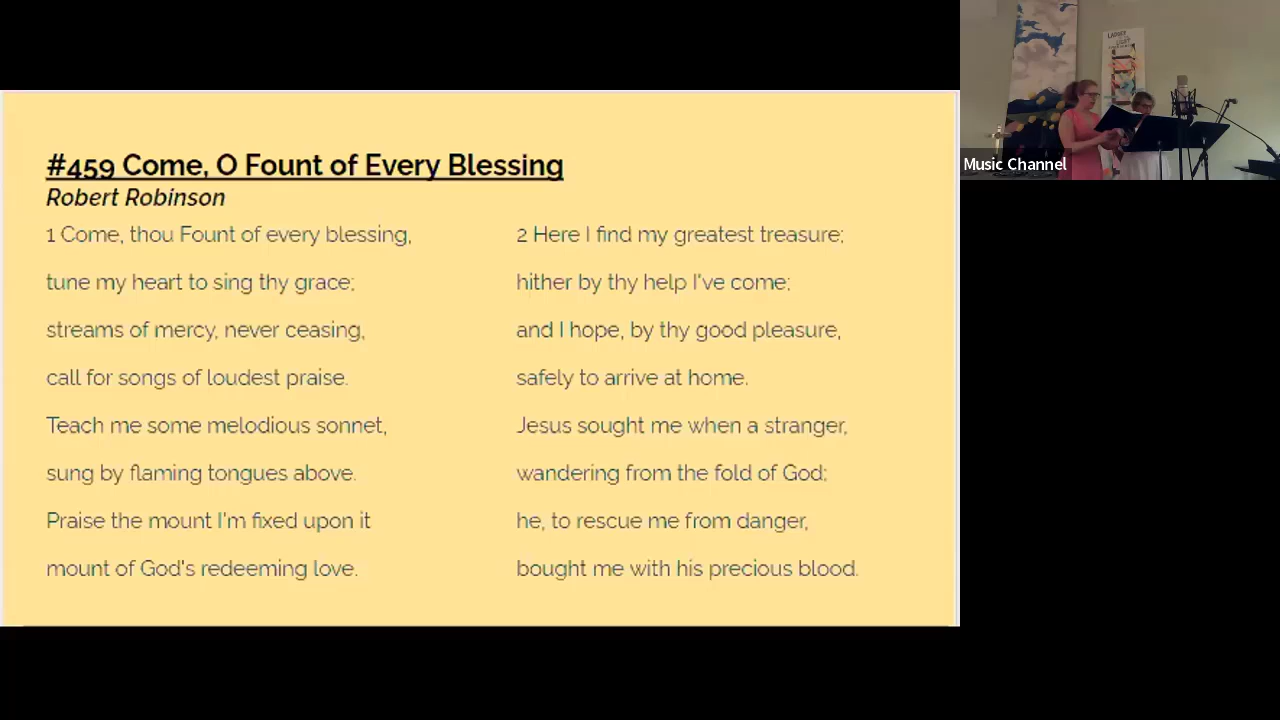 #459 Come, O Fount of Every Blessing
Robert Robinson
1 Come, thou Fount of every blessing,
tune my heart to sing thy grace;
streams of mercy, never ceasing,
call for songs of loudest praise.
Teach me some melodious sonnet,
sung by flaming tongues above.
Praise the mount I'm fixed upon it
mount of God's redeeming love.
2 Here I find my greatest treasure;
hither by thy help I've come;
and I hope, by thy good pleasure,
safely to arrive at home.
Jesus sought me when a stranger,
wandering from the fold of God;
he, to rescue me from danger,
bought me with his precious blood.
Music Channel